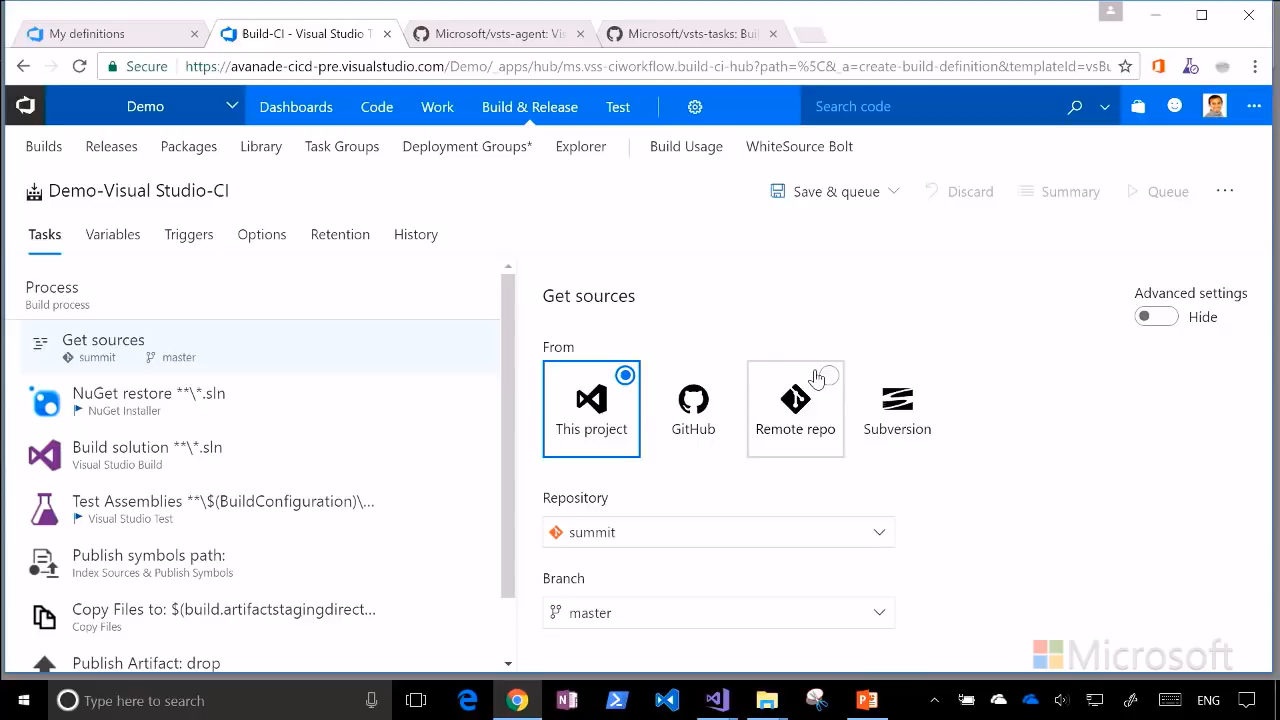 My definitions
Build-CI - Visual Studio T
Microsoft/vsts-agent: Vis
Microsoft/vsts-tasks: Buil
Secure
https://avanade-cicd-pre.visualstudio.com/Demo/_apps/hub/ms.vss-ciworkflow.build-ci-hub?path=%5C&_a=create-build-definition&templateId=vsBu
Demo
Dashboards
Code
Work
Build & Release
Test
Search code
Builds
Releases
Packages
Library
Task Groups
Deployment Groups*
Explorer
Build Usage
WhiteSource Bolt
Demo-Visual Studio-CI
Save & queue
Discard
Summary
Queue
Tasks
Variables
Triggers
Options
Retention
History
Process
Build process
Get sources
summit
master
NuGet restore **\*.sln
NuGet Installer
Build solution **\*.sln
Visual Studio Build
Test Assemblies **\$(BuildConfiguration)\...
Visual Studio Test
Publish symbols path:
Index Sources & Publish Symbols
Copy Files to: $(build.artifactstagingdirect...
Copy Files
Publish Artifact: drop
Get sources
Advanced settings
Hide
From
This project
GitHub
Remote repo
Subversion
Repository
summit
Branch
master
Microsoft
Type here to search
ENG